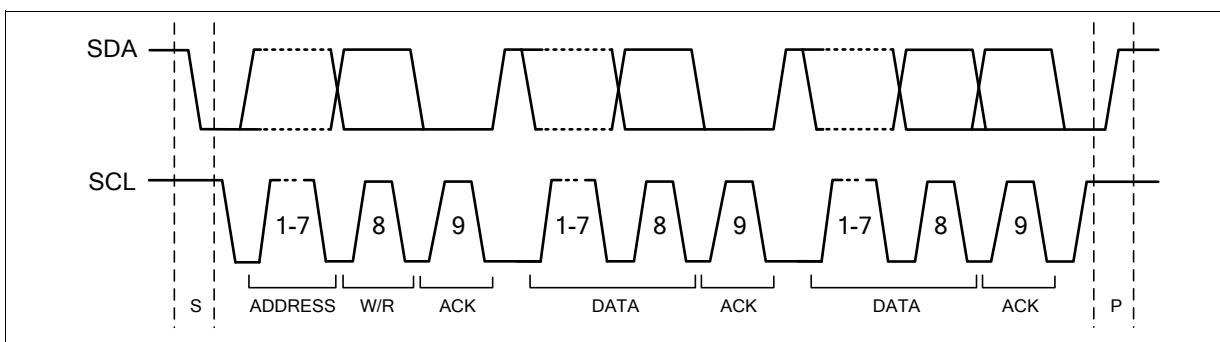 SDA
SCL
1-7 8 9 1-7 8 9 1-7 8 9
S ADDRESS W/R ACK DATA ACK DATA ACK P